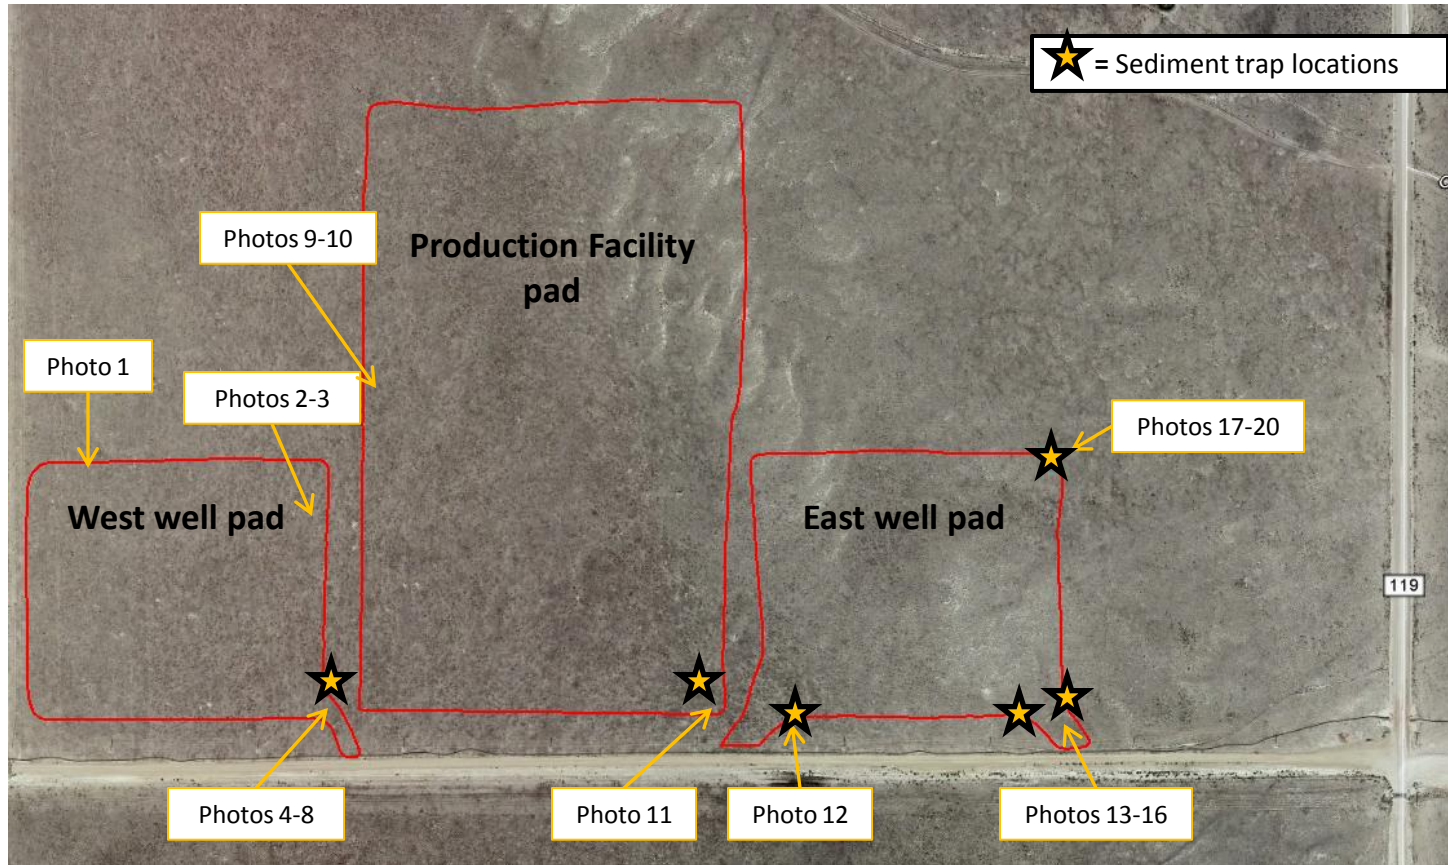 = Sediment trap locations
Photos 9-10
Production Facility
pad
Photo 1
Photos 2-3
Photos 17-20
West well pad
East well pad
119
Photos 4-8
Photo 11
Photo 12
Photos 13-16